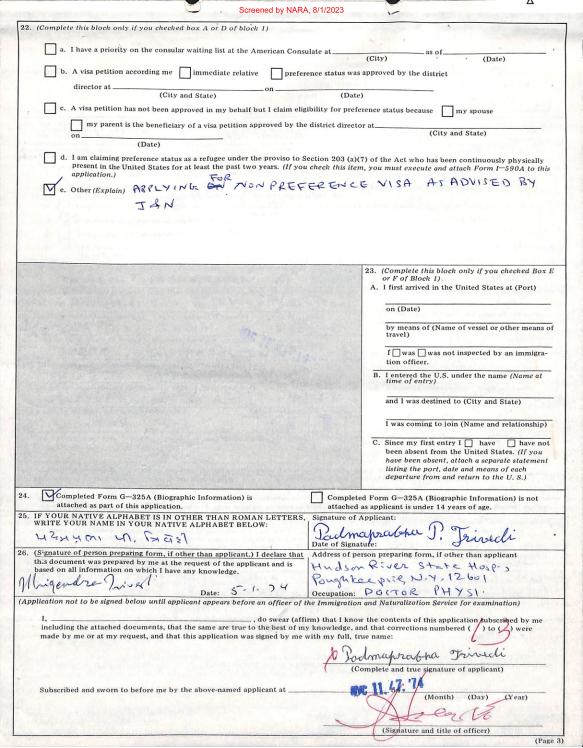 Screened by NARA, 8/1/2023
22. (Complete this block only if you checked box A or D of block 1)
a. I have a priority on the consular waiting list at the American Consulate at as of
(City) (Date)
b. A visa petition according me immediate relative preference status was approved by the district
director at on
(City and State) (Date)
c. A visa petition has not been approved in my behalf but I claim eligibility for preference status because my spouse
my parent is the beneficiary of a visa petition approved by the district director at
on (City and State)
(Date)
d. I am claiming preference status as a refugee under the proviso to Section 203 (a)(7) of the Act who has been continuously physically
present in the United States for at least the past two years. (If you check this item, you must execute and attach Form I-590A to this
application.)
e. Other (Explain) APPLYING FOR NONPREFERENCE VISA AS ADVISED BY
I&N
23. (Complete this block only if you checked Box E
or F of Block 1)
A. I first arrived in the United States at (Port)
on (Date)
by means of (Name of vessel or other means of
travel)
I was was not inspected by an immigra-
tion officer.
B. I entered the U.S. under the name (Name at
time of entry)
and I was destined to (City and State)
I was coming to join (Name and relationship)
C. Since my first entry I have have not
been absent from the United States. (If you
have been absent, attach a separate statement
listing the port, date and means of each
departure from and return to the U.S.)
24. Completed Form G-325A (Biographic Information) is
attached as part of this application.
Completed Form G-325A (Biographic Information) is not
attached as applicant is under 14 years of age.
25. IF YOUR NATIVE ALPHABET IS IN OTHER THAN ROMAN LETTERS,
WRITE YOUR NAME IN YOUR NATIVE ALPHABET BELOW:
Signature of Applicant:
Padmaprabha P. Trivedi
Date of Signature:
26. (Signature of person preparing form, if other than applicant.) I declare that
this document was prepared by me at the request of the applicant and is
based on all information on which I have any knowledge.
Date: 5-1-74
Address of person preparing form, if other than applicant
Hudson River State Hosp,
Poughkeepsie, N.Y. 12601
Occupation: DOCTOR PHYSI.
(Application not to be signed below until applicant appears before an officer of the Immigration and Naturalization Service for examination)
I, , do swear (affirm) that I know the contents of this application subscribed by me
including the attached documents, that the same are true to the best of my knowledge, and that corrections numbered ( ) to ( ) were
made by me or at my request, and that this application was signed by me with my full, true name:
x Padmaprabha Trivedi
(Complete and true signature of applicant)
Subscribed and sworn to before me by the above-named applicant at
(Month) (Day) (Year)
(Signature and title of officer)
(Page 3)